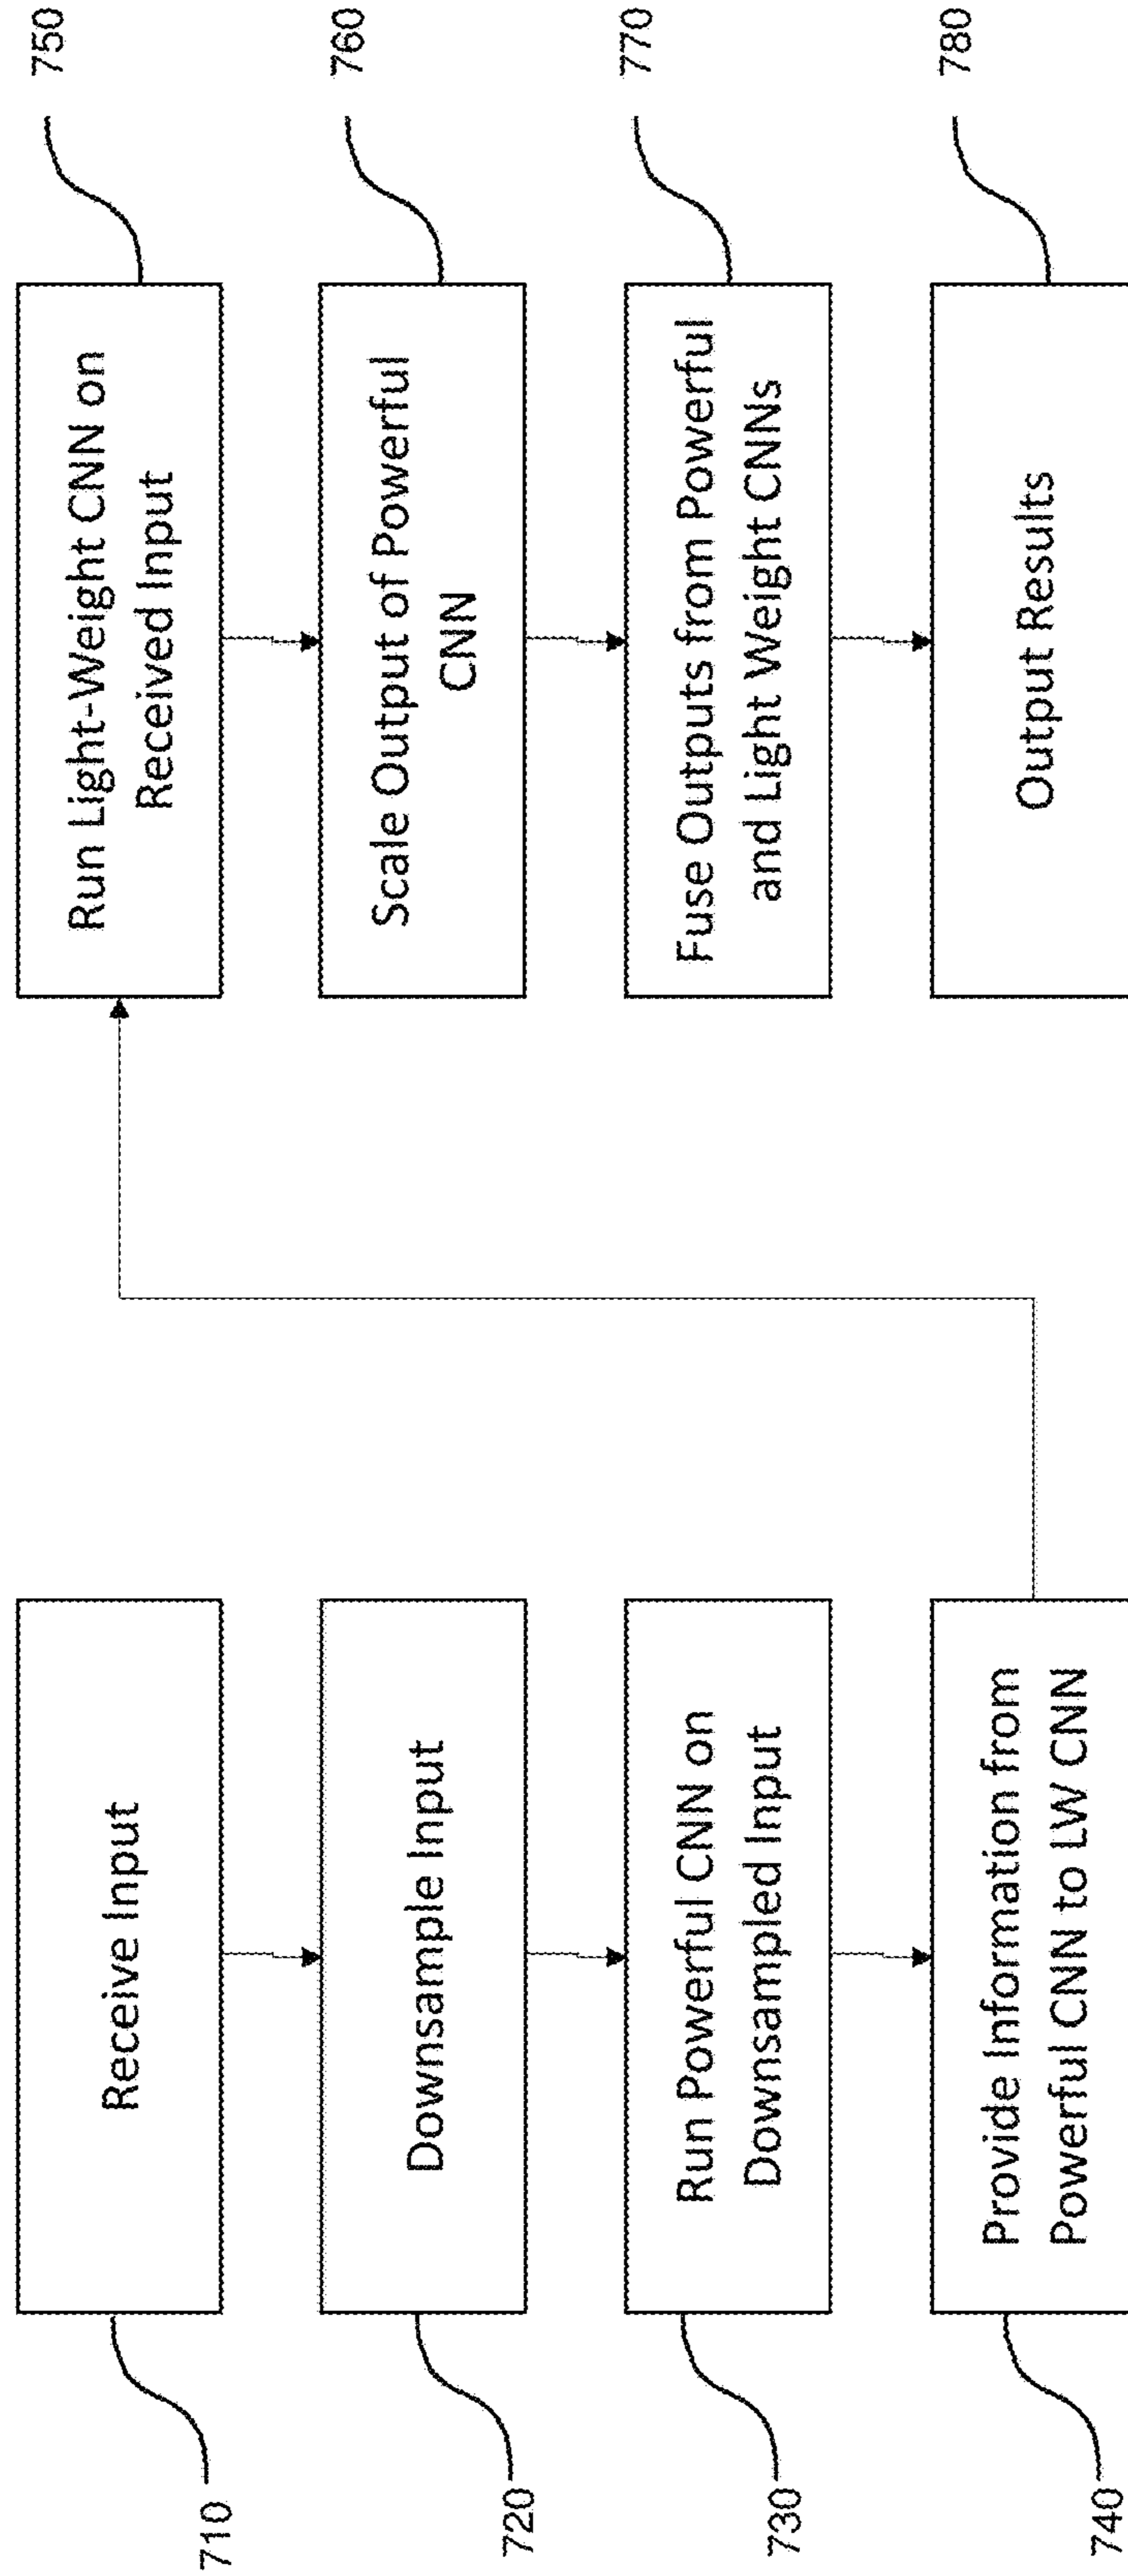 710
Receive Input
720
Downsample Input
730
Run Powerful CNN on
Downsampled Input
740
Provide Information from
Powerful CNN to LW CNN
750
Run Light-Weight CNN on
Received Input
760
Scale Output of Powerful
CNN
770
Fuse Outputs from Powerful
and Light Weight CNNs
780
Output Results